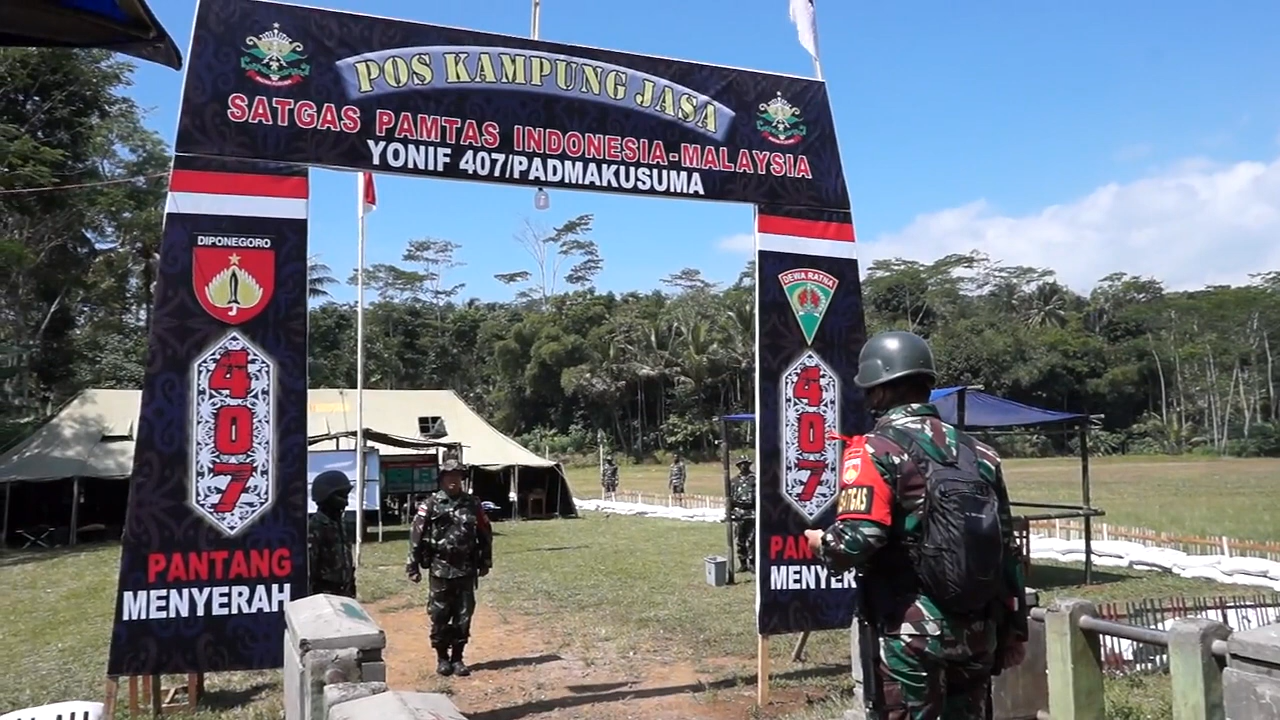 POS KAMPUNG JASA
SATGAS PAMTAS INDONESIA-MALAYSIA
YONIF 407/PADMAKUSUMA
DIPONEGORO
407
PANTANG
MENYERAH
DEWA RATNA
407
PAN
MENYER
SATGAS